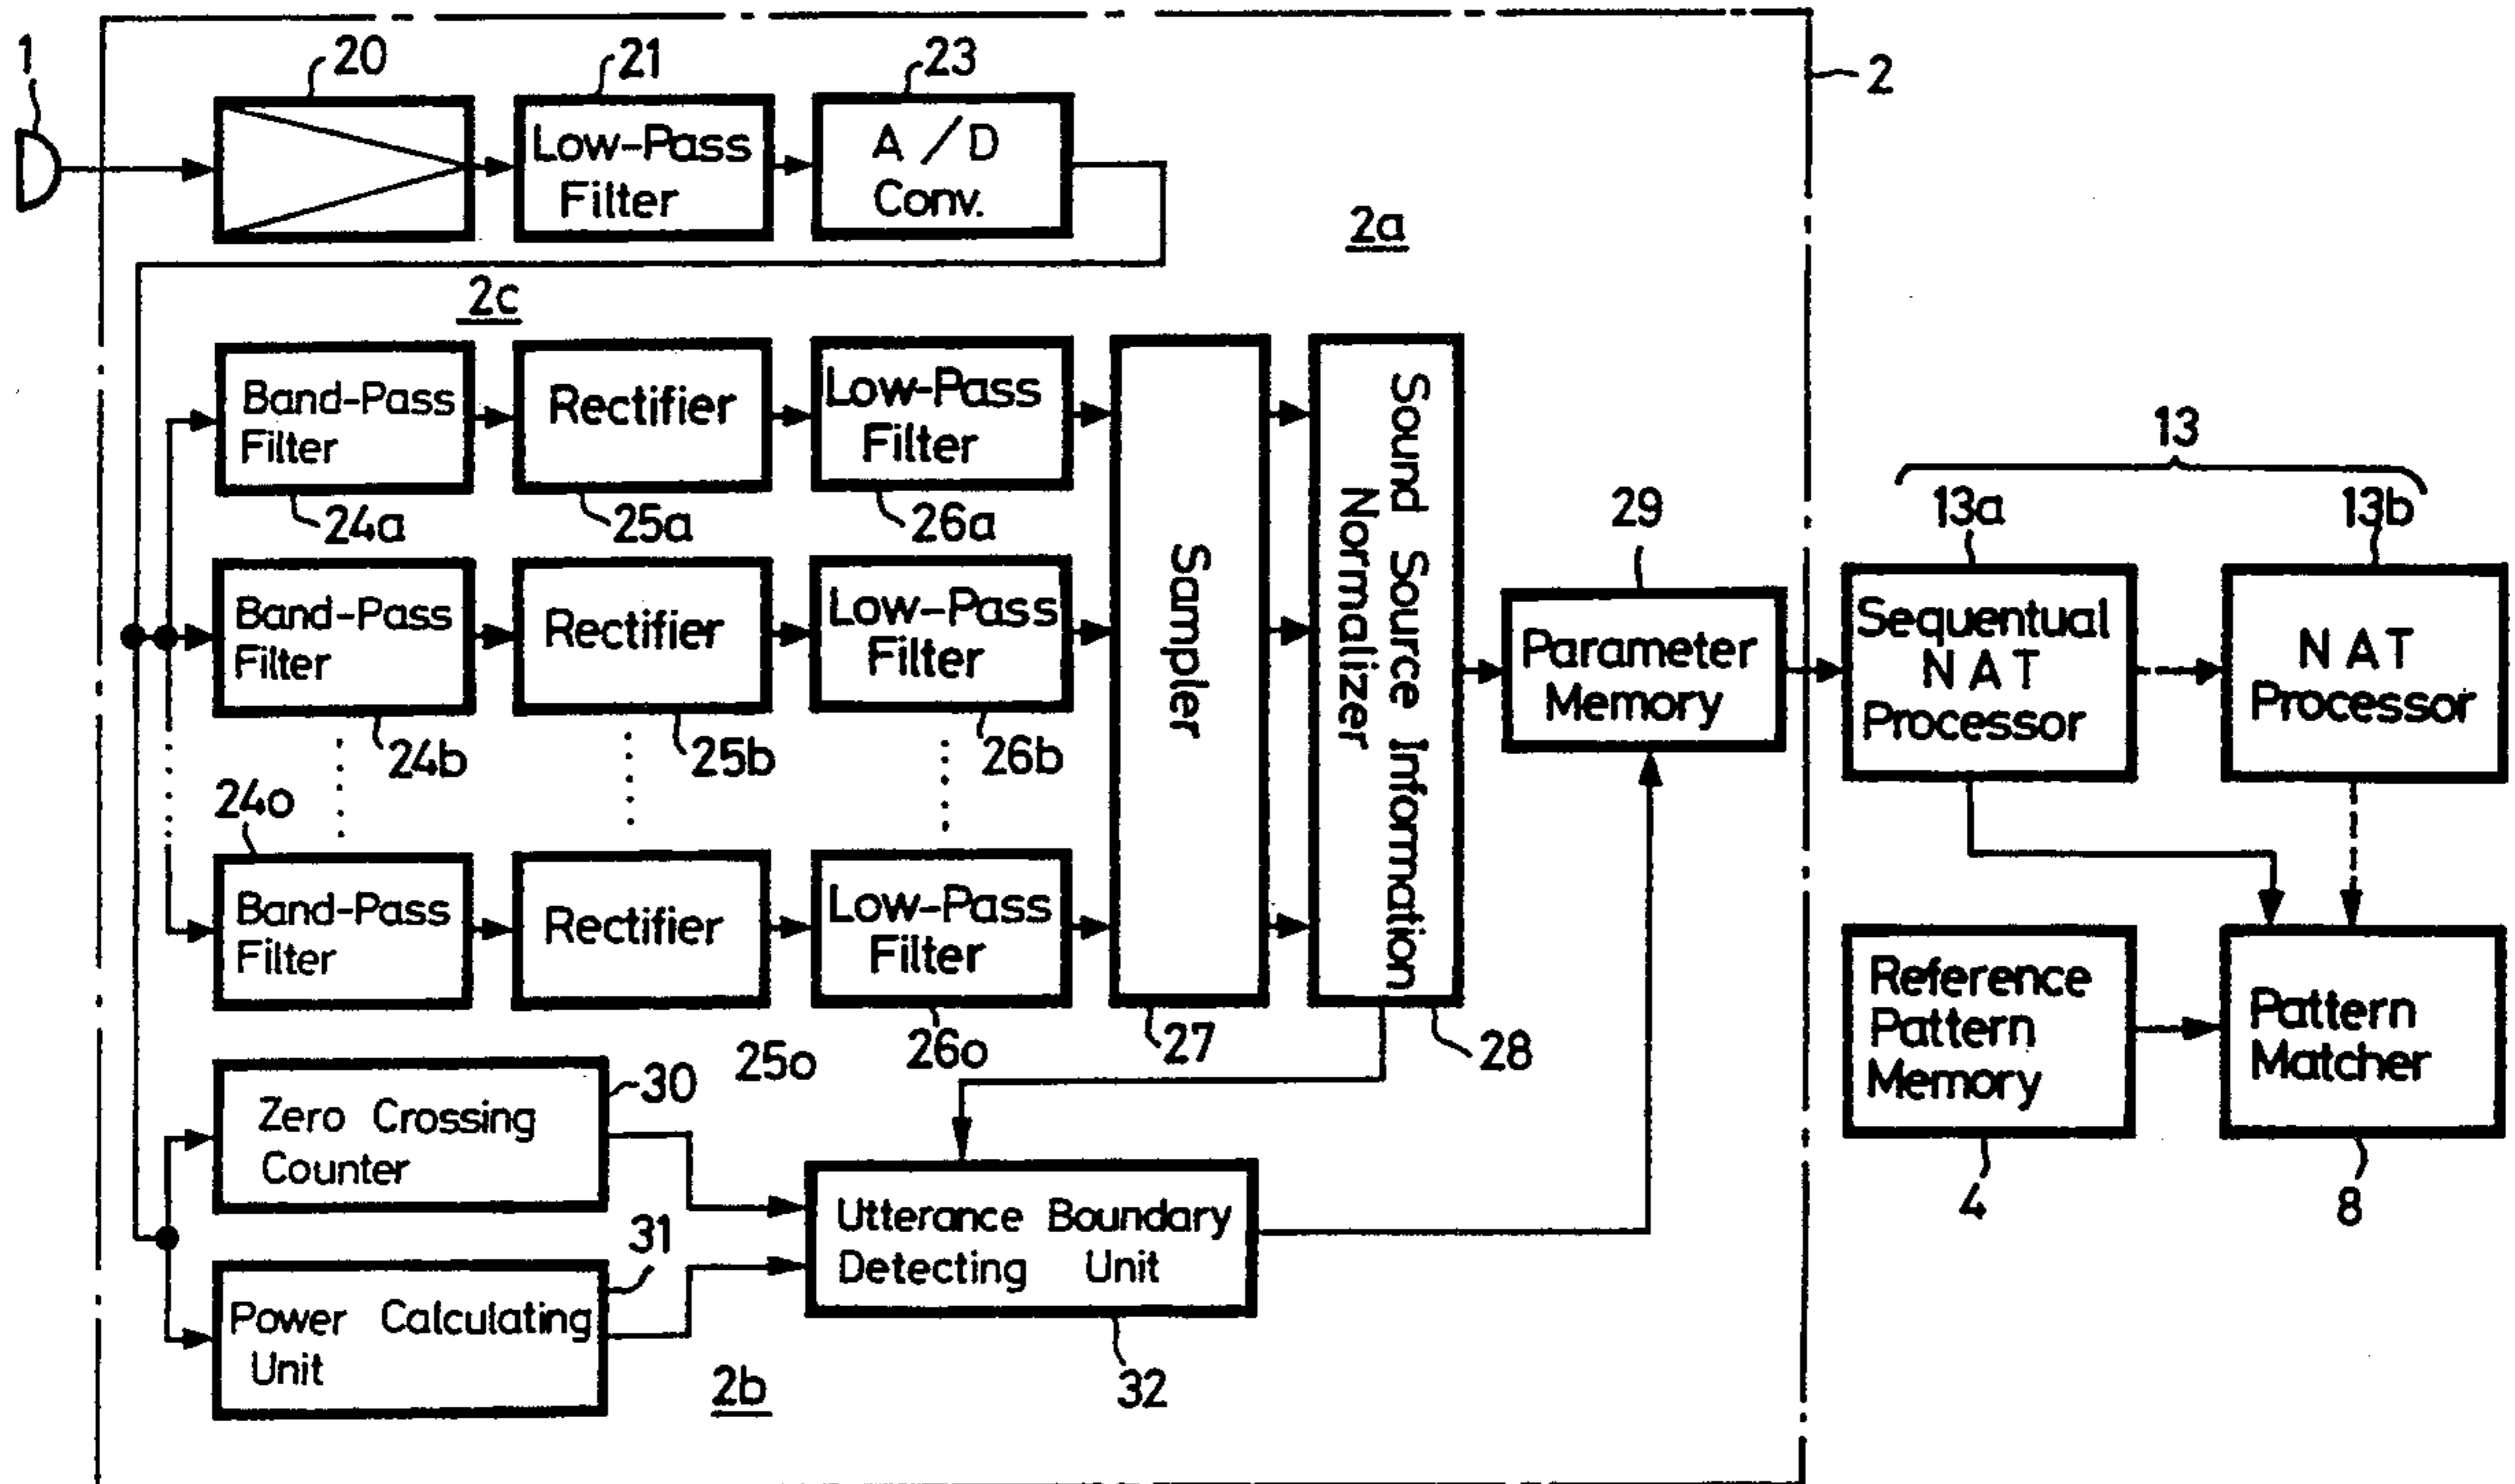 1
20
21
23
2
Low-Pass
Filter
A/D
Conv.
2a
2c
Band-Pass
Filter
Rectifier
Low-Pass
Filter
24a
25a
26a
Band-Pass
Filter
Rectifier
Low-Pass
Filter
24b
25b
26b
24o
Band-Pass
Filter
Rectifier
Low-Pass
Filter
25o
26o
Sampler
27
Sound Source Information
Normalizer
28
29
Parameter
Memory
13
13a
13b
Sequentual
NAT
Processor
NAT
Processor
Reference
Pattern
Memory
Pattern
Matcher
4
8
Zero Crossing
Counter
30
31
Power Calculating
Unit
Utterance Boundary
Detecting Unit
32
2b